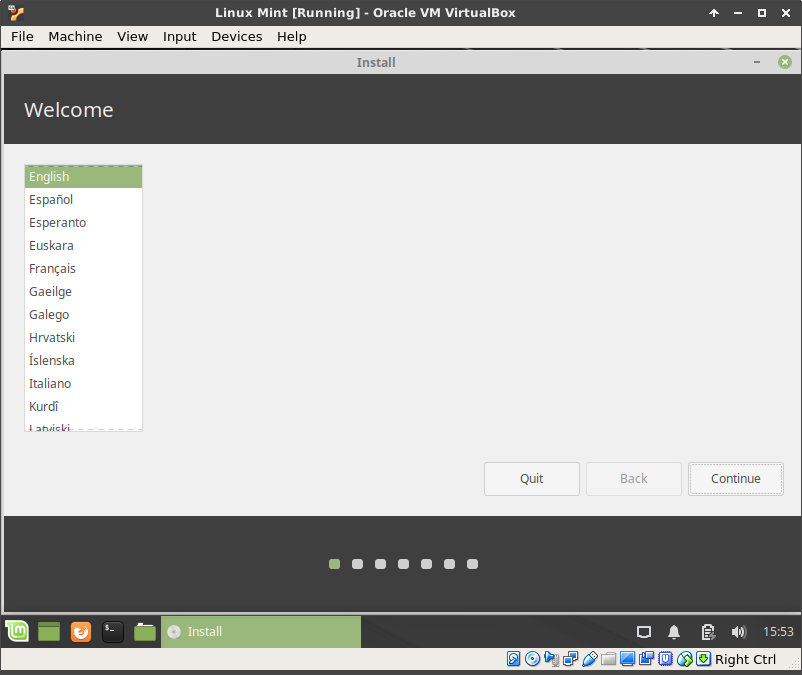 Linux Mint [Running] - Oracle VM VirtualBox
File Machine View Input Devices Help
Install
Welcome
English
Español
Esperanto
Euskara
Français
Gaeilge
Galego
Hrvatski
Íslenska
Italiano
Kurdî
Latviski
Quit Back Continue
Install 15:53
Right Ctrl